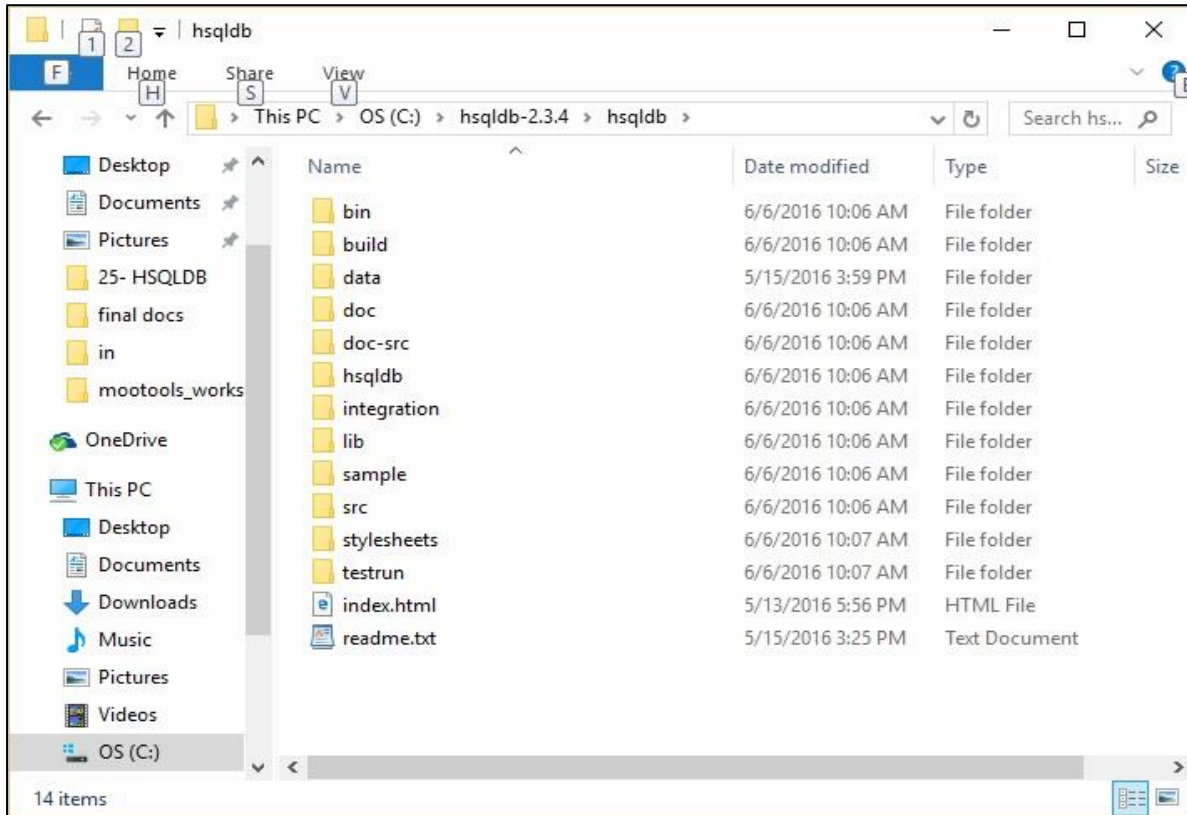 hsqldb
1 2
F Home Share View
H S V
This PC > OS (C:) > hsqldb-2.3.4 > hsqldb > Search hs...
Name Date modified Type Size
Desktop
Documents
Pictures
25- HSQLDB
final docs
in
mootools_works
OneDrive
This PC
Desktop
Documents
Downloads
Music
Pictures
Videos
OS (C:)
bin 6/6/2016 10:06 AM File folder
build 6/6/2016 10:06 AM File folder
data 5/15/2016 3:59 PM File folder
doc 6/6/2016 10:06 AM File folder
doc-src 6/6/2016 10:06 AM File folder
hsqldb 6/6/2016 10:06 AM File folder
integration 6/6/2016 10:06 AM File folder
lib 6/6/2016 10:06 AM File folder
sample 6/6/2016 10:06 AM File folder
src 6/6/2016 10:06 AM File folder
stylesheets 6/6/2016 10:07 AM File folder
testrun 6/6/2016 10:07 AM File folder
index.html 5/13/2016 5:56 PM HTML File
readme.txt 5/15/2016 3:25 PM Text Document
14 items